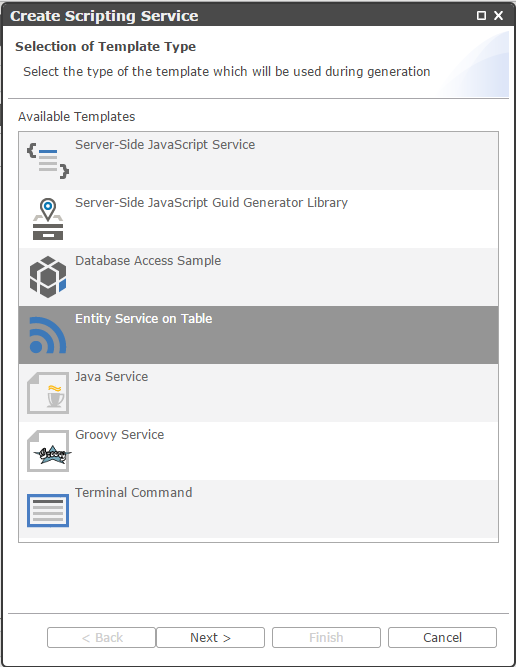 Create Scripting Service
Selection of Template Type
Select the type of the template which will be used during generation
Available Templates
Server-Side JavaScript Service
Server-Side JavaScript Guid Generator Library
Database Access Sample
Entity Service on Table
Java Service
Groovy Service
Terminal Command
< Back
Next >
Finish
Cancel